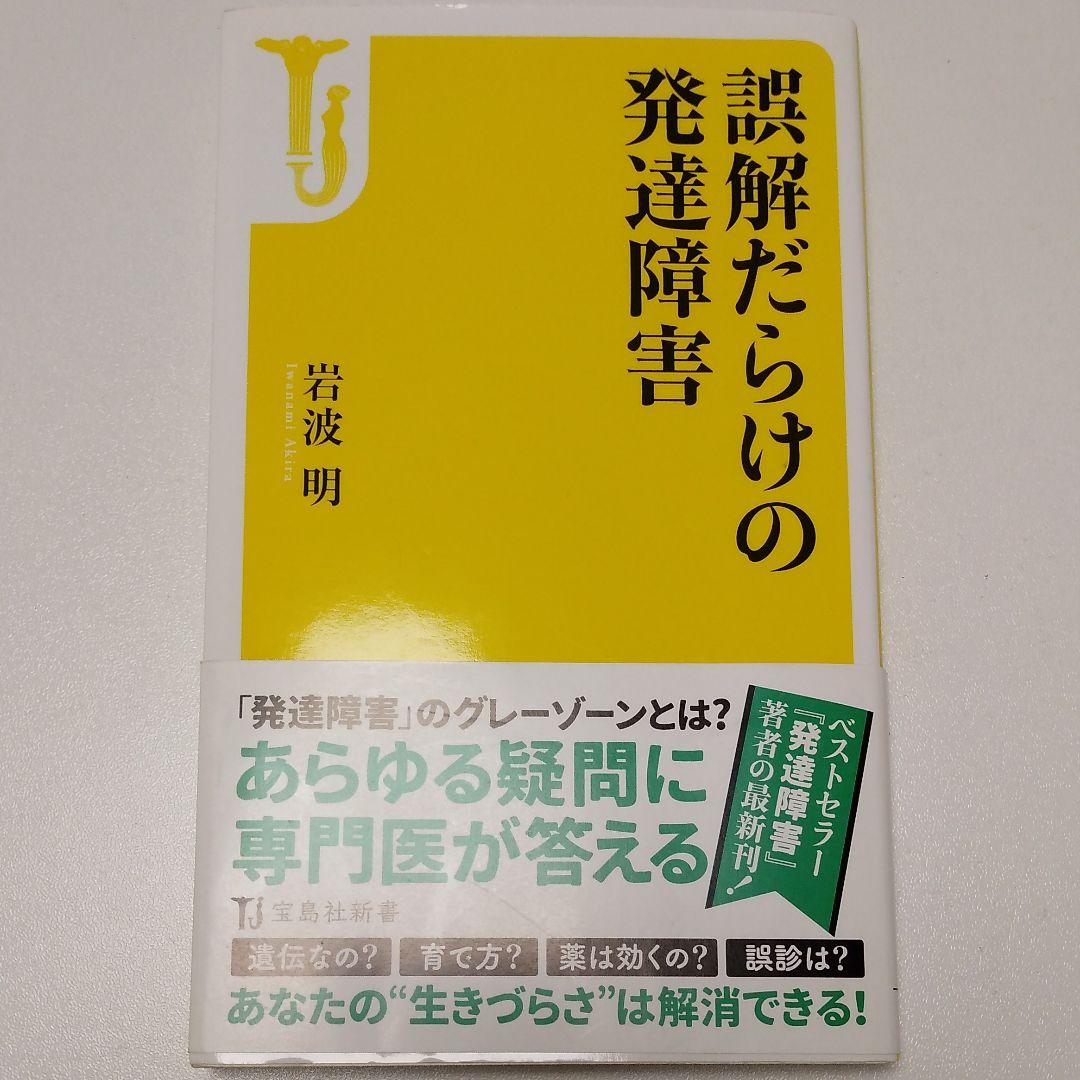 誤解だらけの
発達障害
岩波 明
Iwanami Akira
「発達障害」のグレーゾーンとは?
あらゆる疑問に
専門医が答える
ベストセラー
『発達障害』
著者の最新刊!
TJ 宝島社新書
遺伝なの? 育て方? 薬は効くの? 誤診は?
あなたの“生きづらさ”は解消できる!